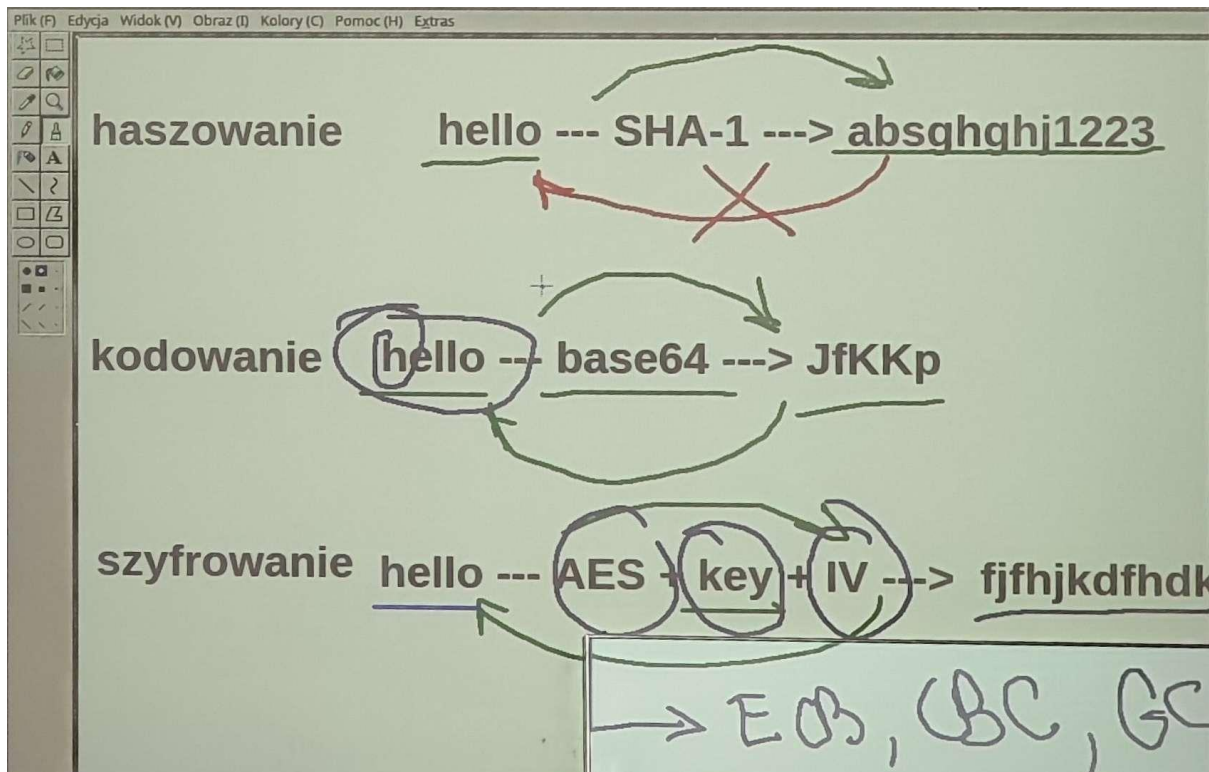 Plik (F) Edycja Widok (V) Obraz (I) Kolory (C) Pomoc (H) Extras
A
haszowanie hello --- SHA-1 ---> absghghj1223
kodowanie hello --- base64 ---> JfKKp
szyfrowanie hello --- AES + key + IV ---> fjfhjkdfhdk
→ EOB, CBC, GC